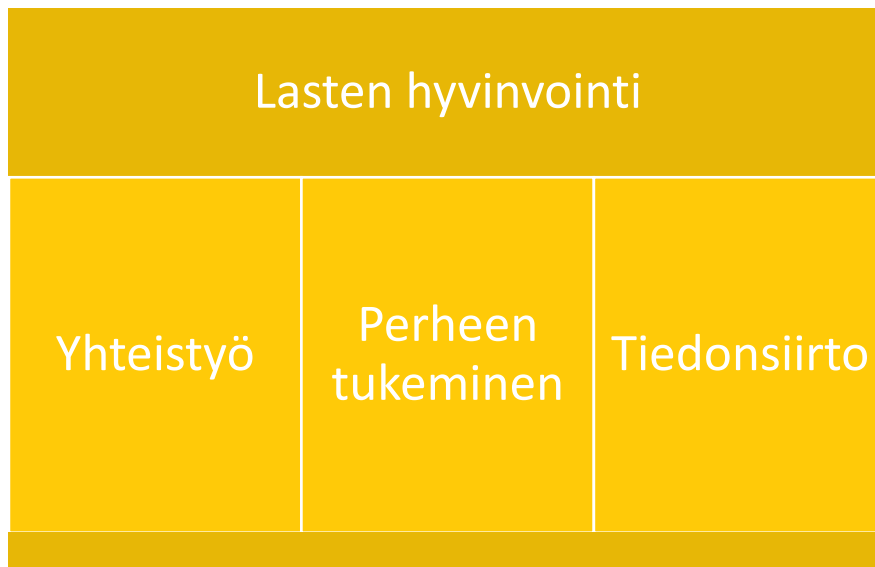 Lasten hyvinvointi
Yhteistyö
Perheen
tukeminen
Tiedonsiirto